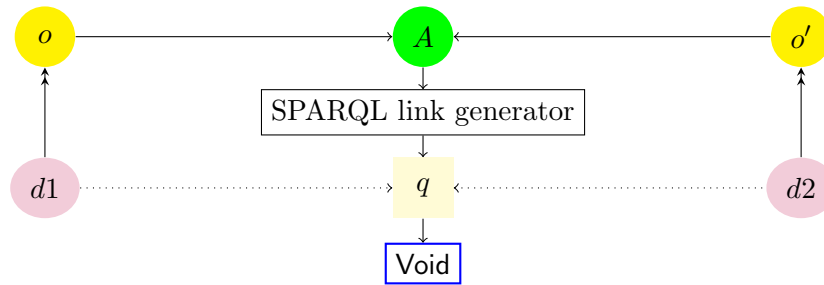 o A o'
SPARQL link generator
d1 q d2
Void